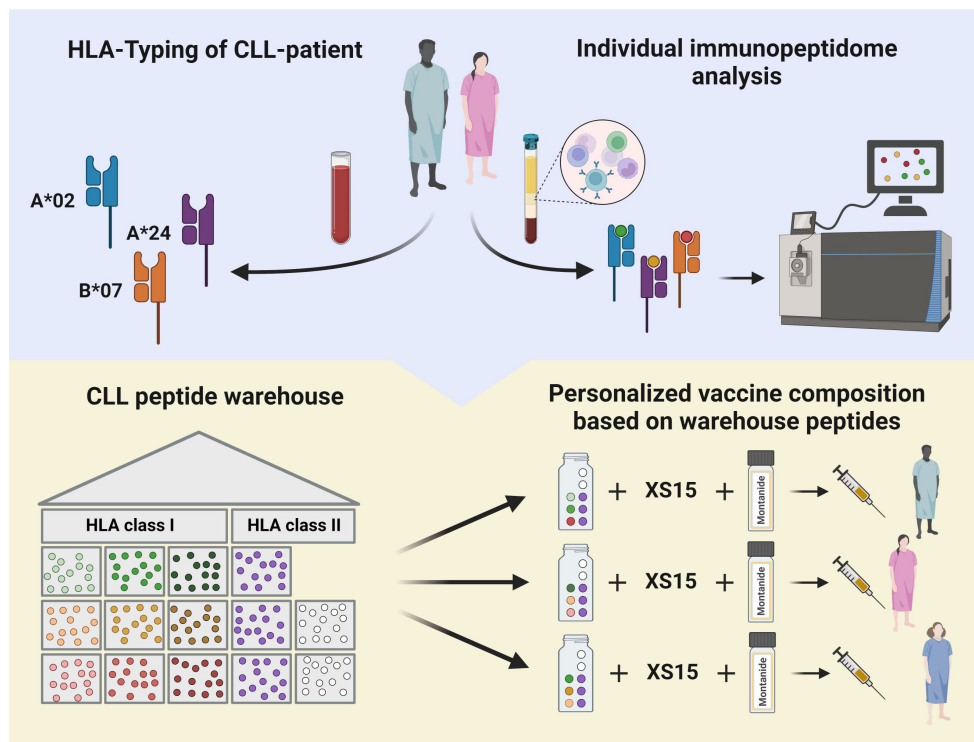 HLA-Typing of CLL-patient
Individual immunopeptidome
analysis
A*02
A*24
B*07
CLL peptide warehouse
HLA class I
HLA class II
Personalized vaccine composition
based on warehouse peptides
+ XS15 + Montanide
+ XS15 + Montanide
+ XS15 + Montanide